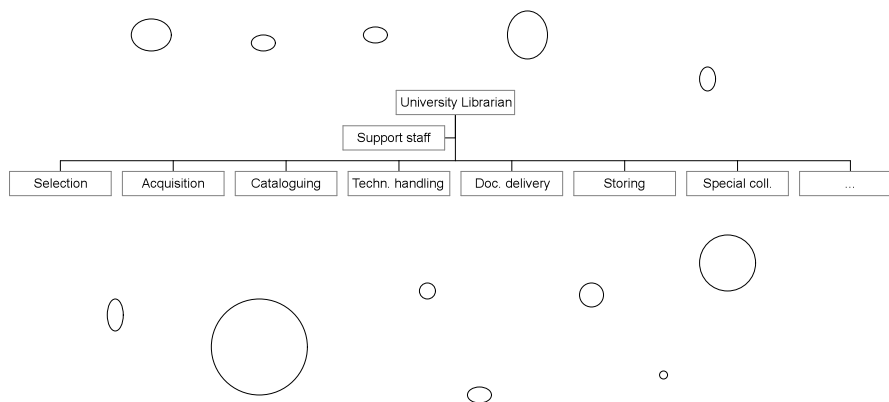 University Librarian
Support staff
Selection
Acquisition
Cataloguing
Techn. handling
Doc. delivery
Storing
Special coll.
...